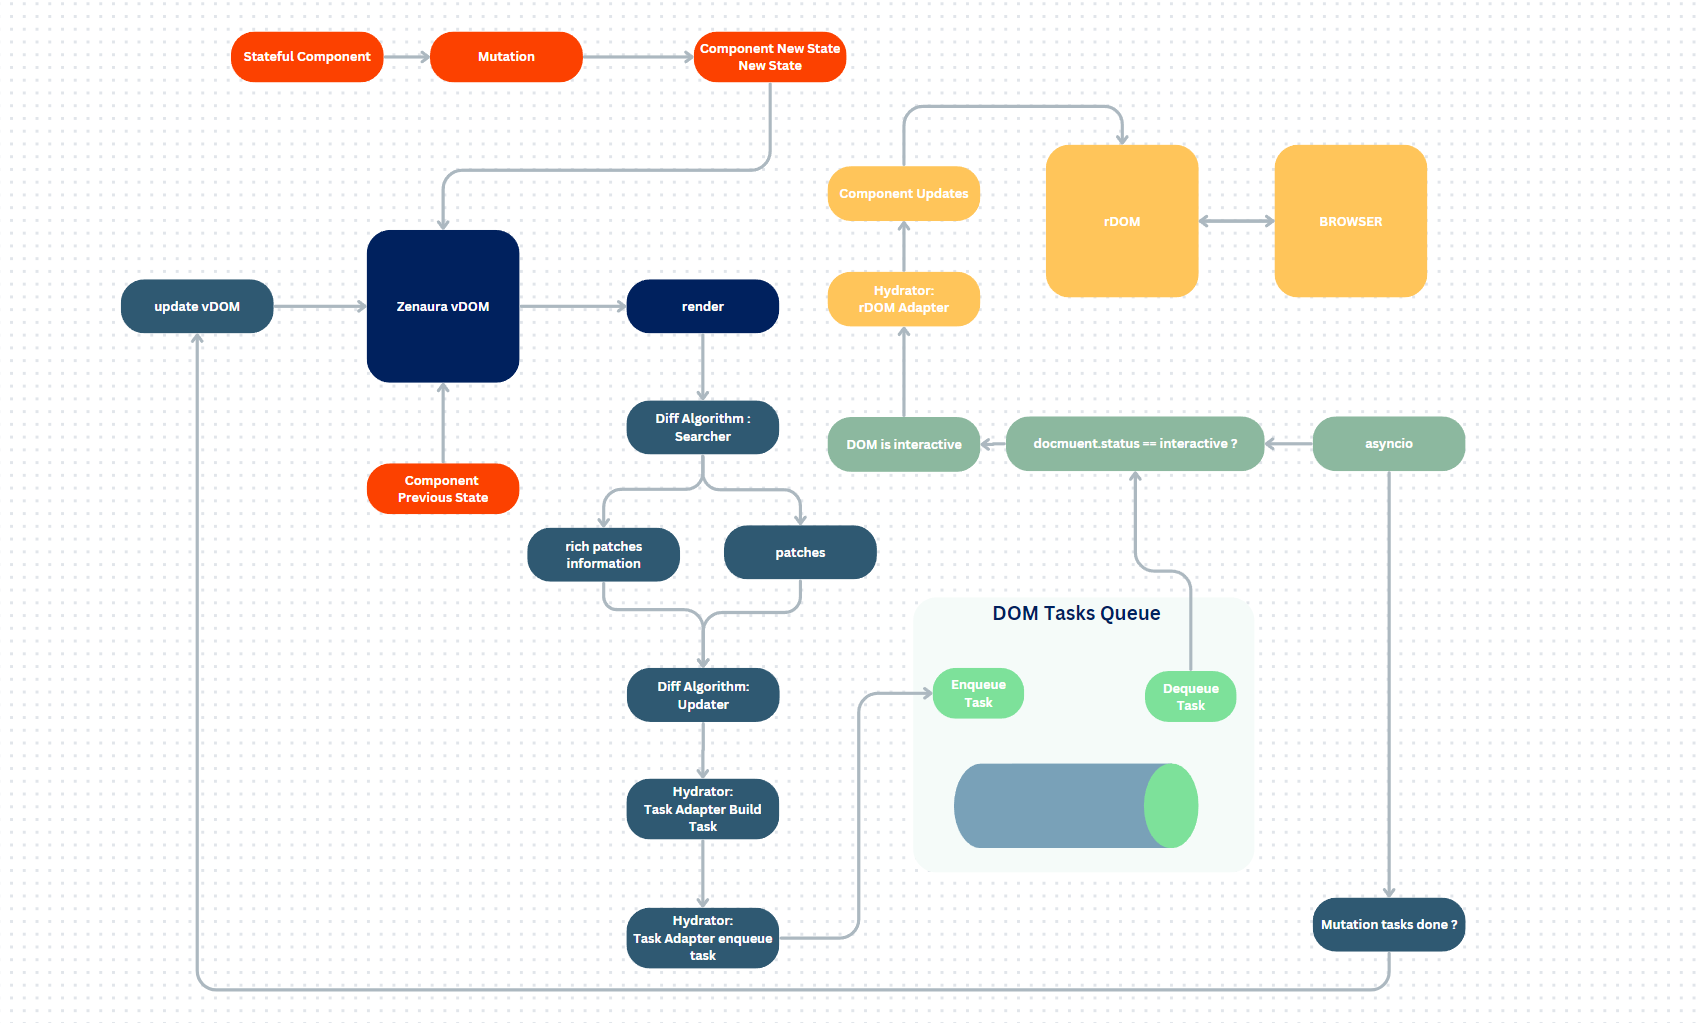 Stateful Component
Mutation
Component New State
New State
Component Updates
rDOM
BROWSER
update vDOM
Zenaura vDOM
render
Hydrator:
rDOM Adapter
Diff Algorithm :
Searcher
DOM is interactive
docmuent.status == interactive ?
asyncio
Component
Previous State
rich patches
information
patches
DOM Tasks Queue
Diff Algorithm:
Updater
Enqueue
Task
Dequeue
Task
Hydrator:
Task Adapter Build
Task
Hydrator:
Task Adapter enqueue
task
Mutation tasks done ?